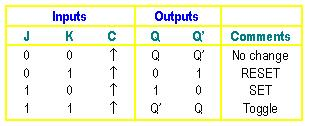 Inputs Outputs
J K C Q Q' Comments
0 0 ↑ Q Q' No change
0 1 ↑ 0 1 RESET
1 0 ↑ 1 0 SET
1 1 ↑ Q' Q Toggle